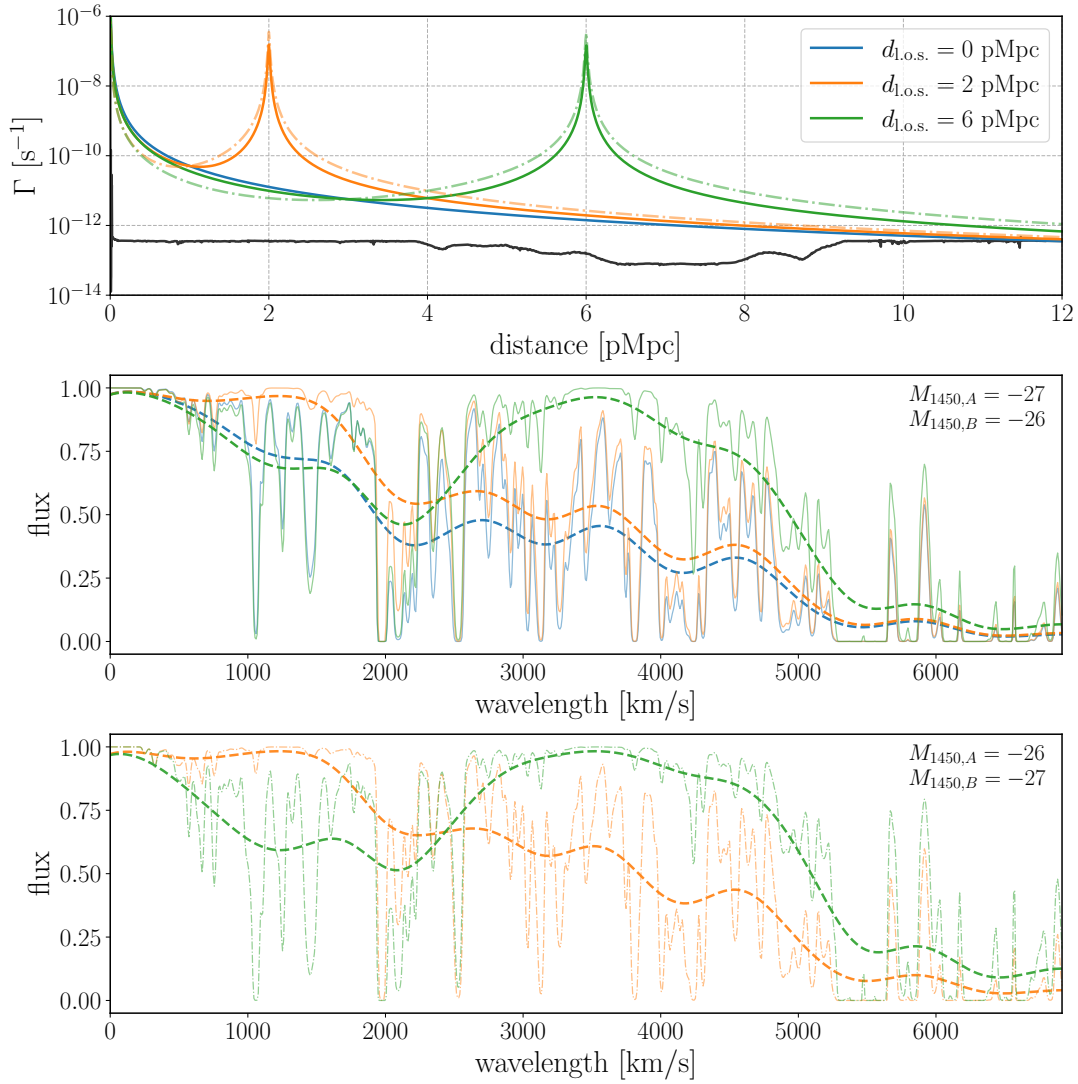 10⁻⁶
10⁻⁸
10⁻¹⁰
10⁻¹²
10⁻¹⁴
Γ [s⁻¹]
d_l.o.s. = 0 pMpc
d_l.o.s. = 2 pMpc
d_l.o.s. = 6 pMpc
0 2 4 6 8 10 12
distance [pMpc]
1.00
0.75
0.50
0.25
0.00
flux
M_1450,A = −27
M_1450,B = −26
0 1000 2000 3000 4000 5000 6000
wavelength [km/s]
1.00
0.75
0.50
0.25
0.00
flux
M_1450,A = −26
M_1450,B = −27
0 1000 2000 3000 4000 5000 6000
wavelength [km/s]